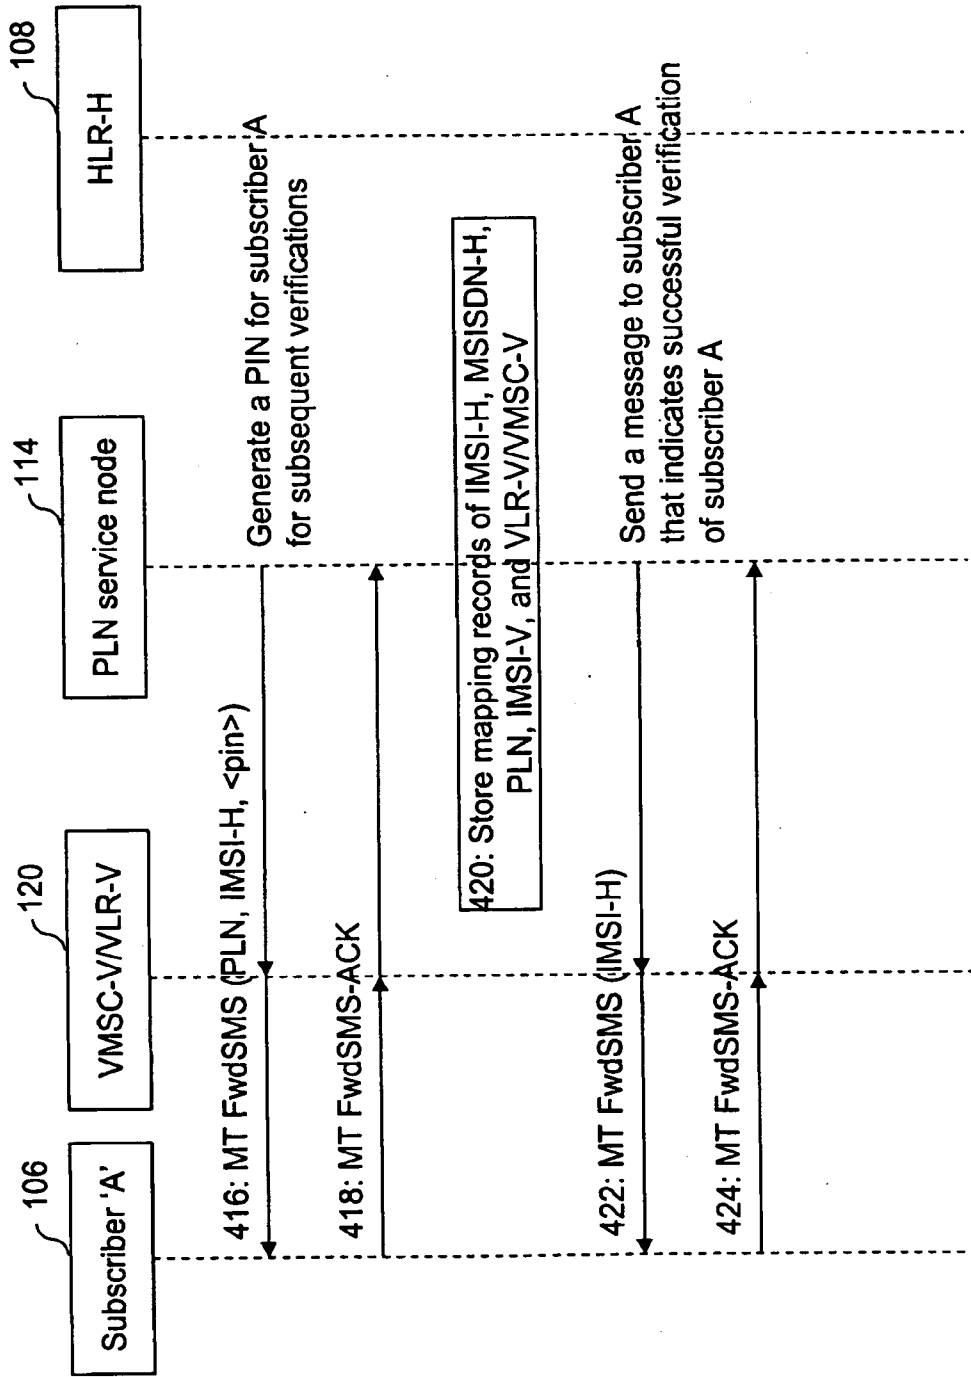 106
120
114
108
Subscriber ‘A’
VMSC-V/VLR-V
PLN service node
HLR-H
416: MT FwdSMS (PLN, IMSI-H, <pin>)
Generate a PIN for subscriber A
for subsequent verifications
418: MT FwdSMS-ACK
420: Store mapping records of IMSI-H, MSISDN-H,
PLN, IMSI-V, and VLR-V/VMSC-V
422: MT FwdSMS (IMSI-H)
Send a message to subscriber A
that indicates successful verification
of subscriber A
424: MT FwdSMS-ACK